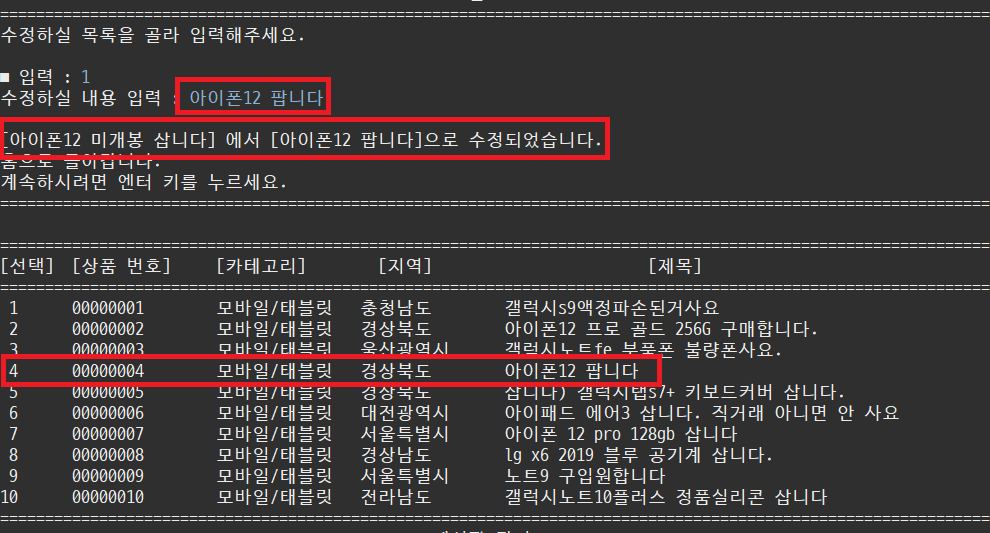 ================================================================
수정하실 목록을 골라 입력해주세요.
■ 입력 : 1
수정하실 내용 입력 : 아이폰12 팝니다
[아이폰12 미개봉 삽니다] 에서 [아이폰12 팝니다]으로 수정되었습니다.
홈으로 돌아갑니다.
계속하시려면 엔터 키를 누르세요.
================================================================
================================================================
[선택] [상품 번호] [카테고리] [지역] [제목]
================================================================
1 00000001 모바일/태블릿 충청남도 갤럭시s9액정파손된거사요
2 00000002 모바일/태블릿 경상북도 아이폰12 프로 골드 256G 구매합니다.
3 00000003 모바일/태블릿 울산광역시 갤럭시노트fe 부품폰 불량폰사요.
4 00000004 모바일/태블릿 경상북도 아이폰12 팝니다
5 00000005 모바일/태블릿 경상북도 삽니다) 갤럭시탭s7+ 키보드커버 삽니다.
6 00000006 모바일/태블릿 대전광역시 아이패드 에어3 삽니다. 직거래 아니면 안 사요
7 00000007 모바일/태블릿 서울특별시 아이폰 12 pro 128gb 삽니다
8 00000008 모바일/태블릿 경상남도 lg x6 2019 블루 공기계 삽니다.
9 00000009 모바일/태블릿 서울특별시 노트9 구입원합니다
10 00000010 모바일/태블릿 전라남도 갤럭시노트10플러스 정품실리콘 삽니다
================================================================